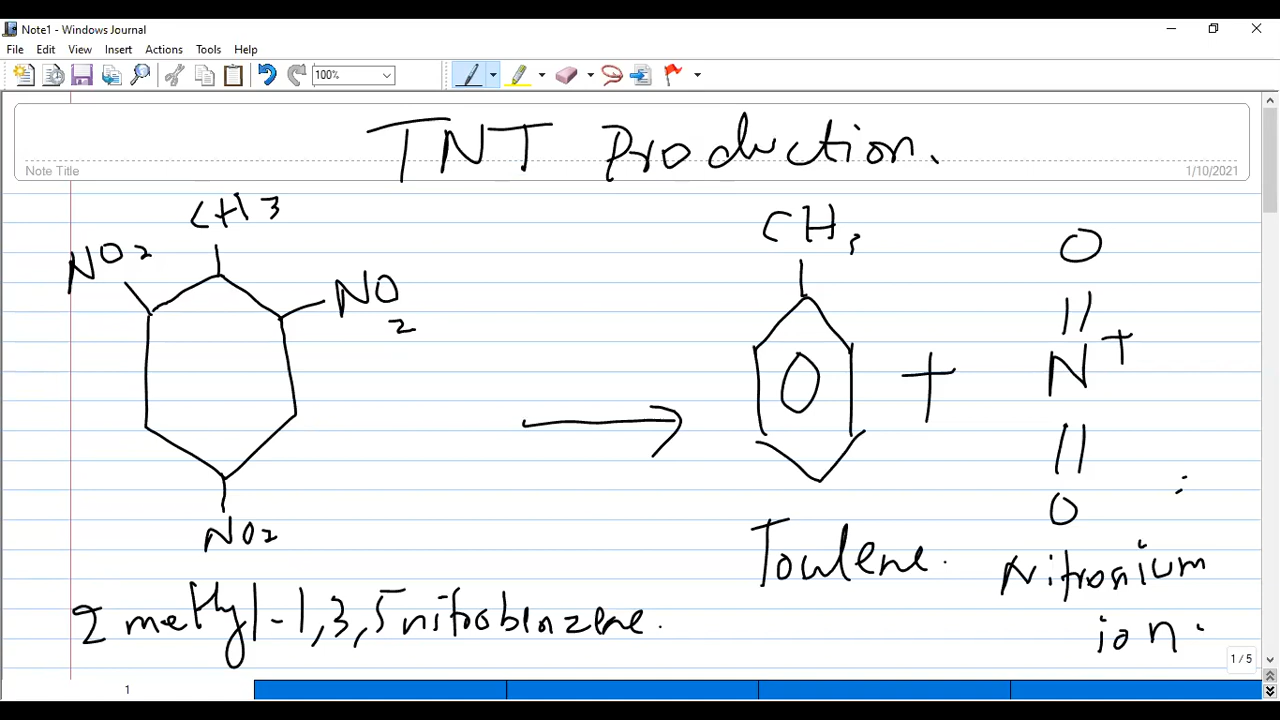 Note1 - Windows Journal
File Edit View Insert Actions Tools Help
100%
TNT Production.
Note Title
1/10/2021
CH3
NO2
NO2
NO2
2 methyl-1,3,5 nitrobenzene.
CH3
+
O
N+
O
Toulene.
Nitronium
ion.
1 / 5
1